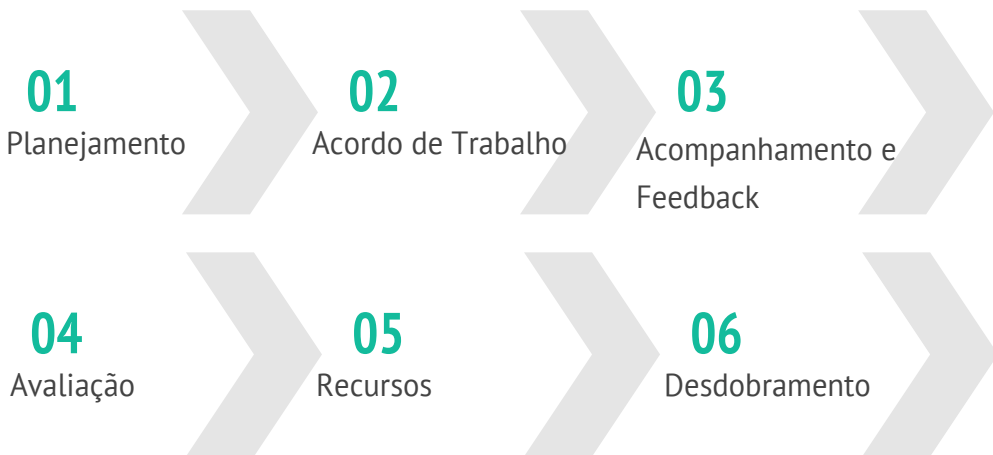 01
Planejamento
02
Acordo de Trabalho
03
Acompanhamento e
Feedback
04
Avaliação
05
Recursos
06
Desdobramento